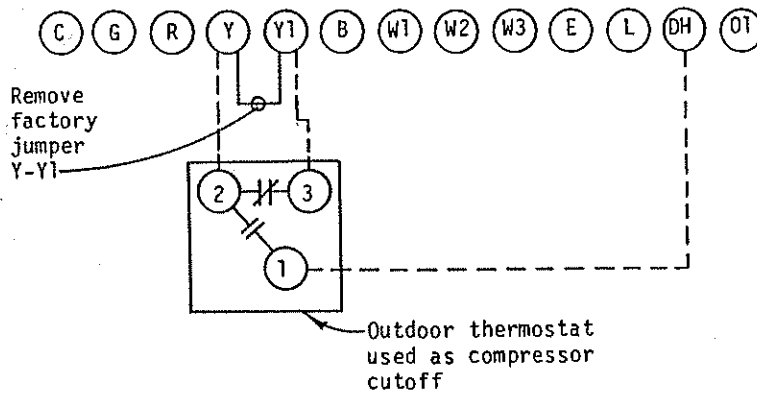 C G R Y Y1 B W1 W2 W3 E L DH O1
Remove
factory
jumper
Y-Y1
2 3
1
Outdoor thermostat
used as compressor
cutoff